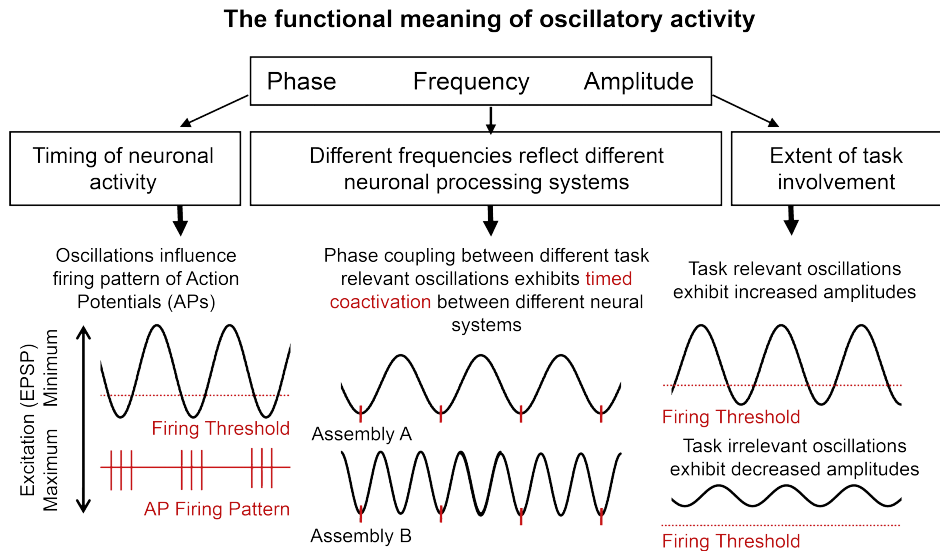 The functional meaning of oscillatory activity
Phase Frequency Amplitude
Timing of neuronal
activity
Different frequencies reflect different
neuronal processing systems
Extent of task
involvement
Oscillations influence
firing pattern of Action
Potentials (APs)
Excitation (EPSP)
Maximum Minimum
Firing Threshold
AP Firing Pattern
Phase coupling between different task
relevant oscillations exhibits timed
coactivation between different neural
systems
Assembly A
Assembly B
Task relevant oscillations
exhibit increased amplitudes
Firing Threshold
Task irrelevant oscillations
exhibit decreased amplitudes
Firing Threshold